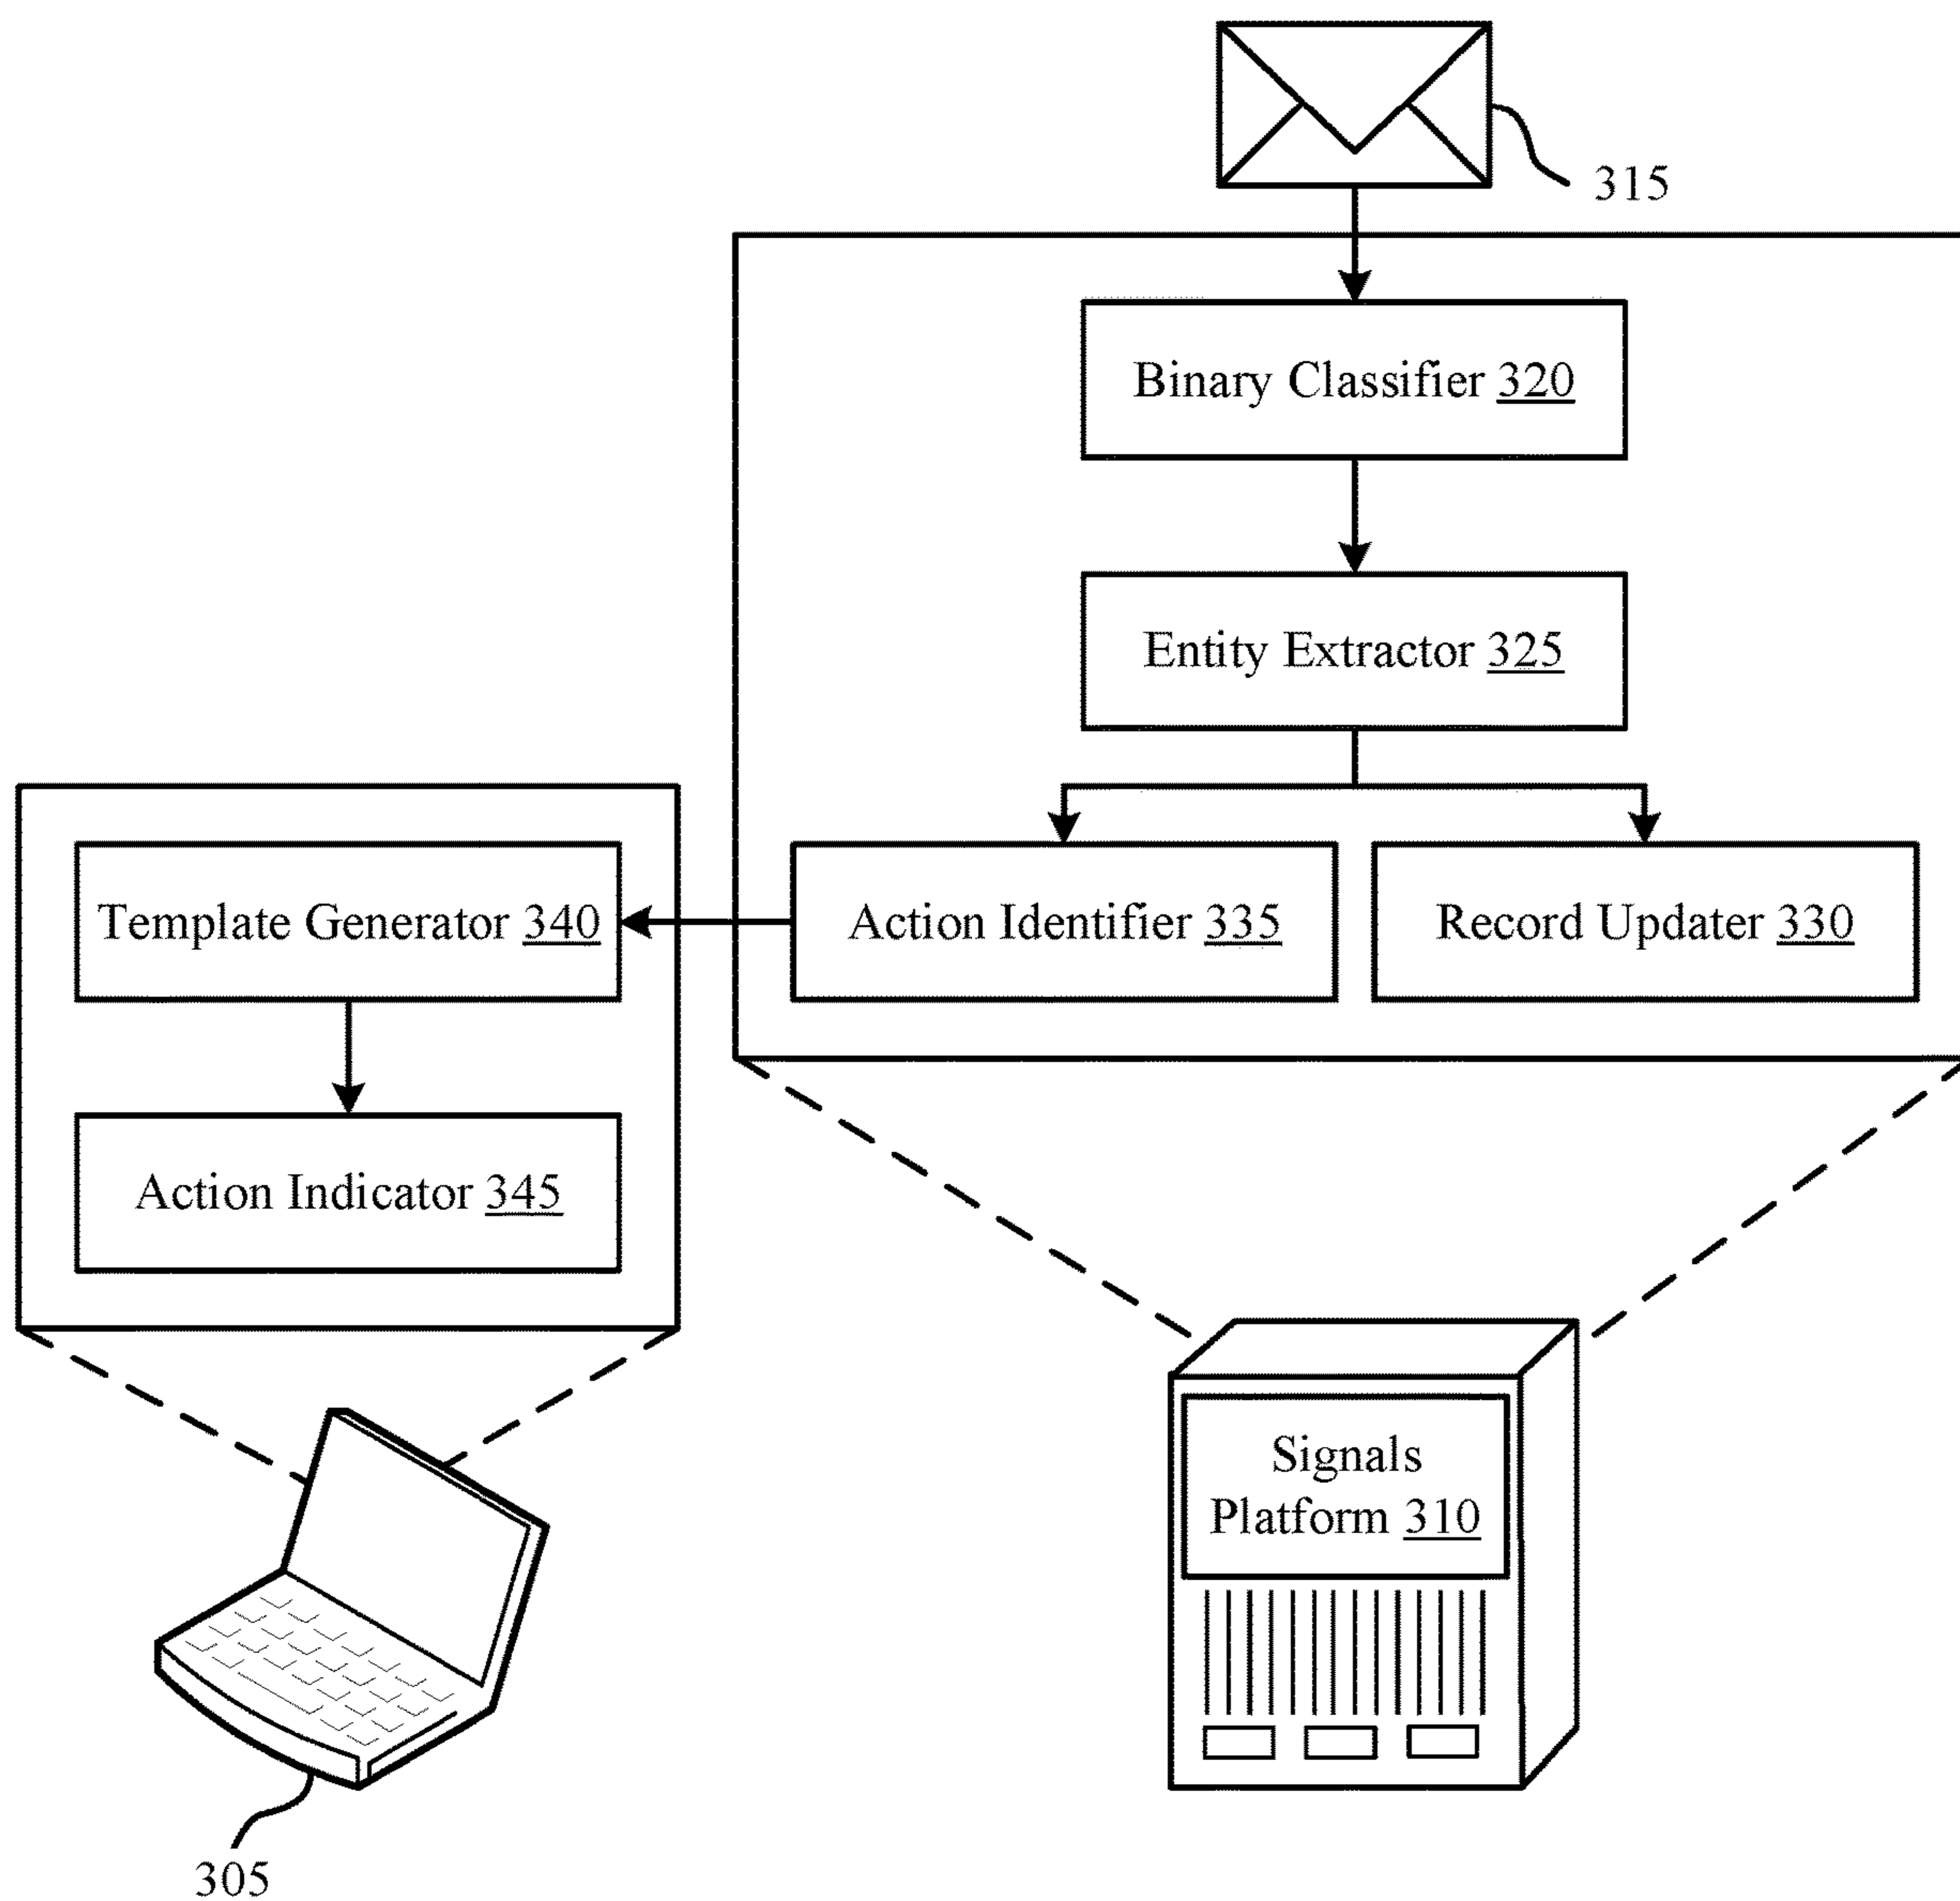 315
Binary Classifier 320
Entity Extractor 325
Template Generator 340
Action Identifier 335
Record Updater 330
Action Indicator 345
Signals
Platform 310
305